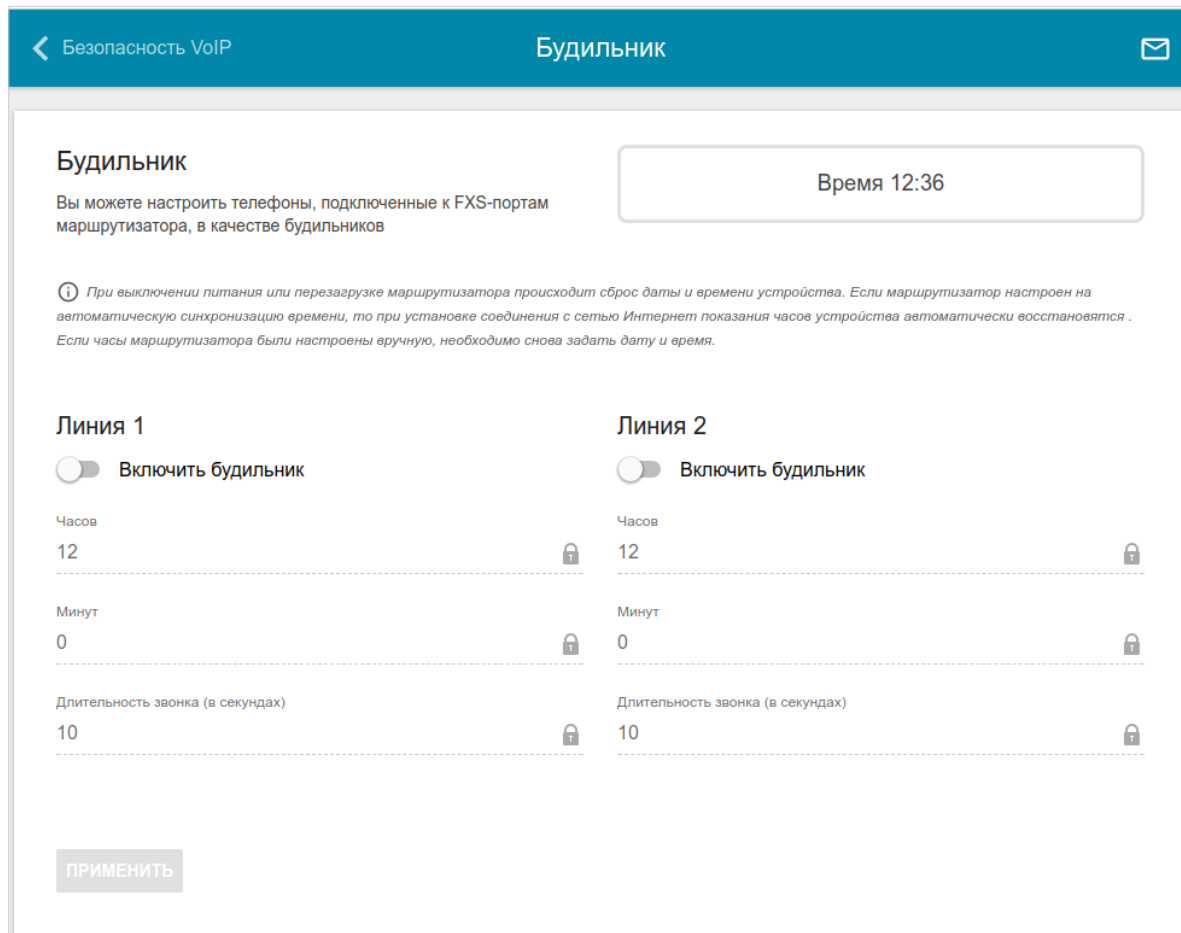 Безопасность VoIP
Будильник
Будильник
Вы можете настроить телефоны, подключенные к FXS-портам
маршрутизатора, в качестве будильников
Время 12:36
При выключении питания или перезагрузке маршрутизатора происходит сброс даты и времени устройства. Если маршрутизатор настроен на
автоматическую синхронизацию времени, то при установке соединения с сетью Интернет показания часов устройства автоматически восстановятся .
Если часы маршрутизатора были настроены вручную, необходимо снова задать дату и время.
Линия 1
Включить будильник
Часов
12
Минут
0
Длительность звонка (в секундах)
10
Линия 2
Включить будильник
Часов
12
Минут
0
Длительность звонка (в секундах)
10
ПРИМЕНИТЬ